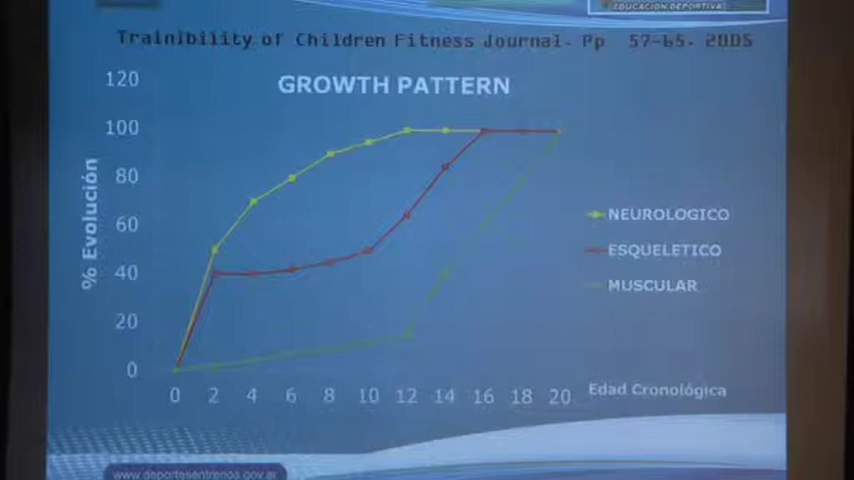 EDUCACIÓN DEPORTIVA
Trainibility of Children Fitness Journal. Pp 57-65. 2005
GROWTH PATTERN
120
100
80
60
40
20
0
% Evolución
0 2 4 6 8 10 12 14 16 18 20
Edad Cronológica
NEUROLOGICO
ESQUELETICO
MUSCULAR
www.deportesentrerios.gov.ar